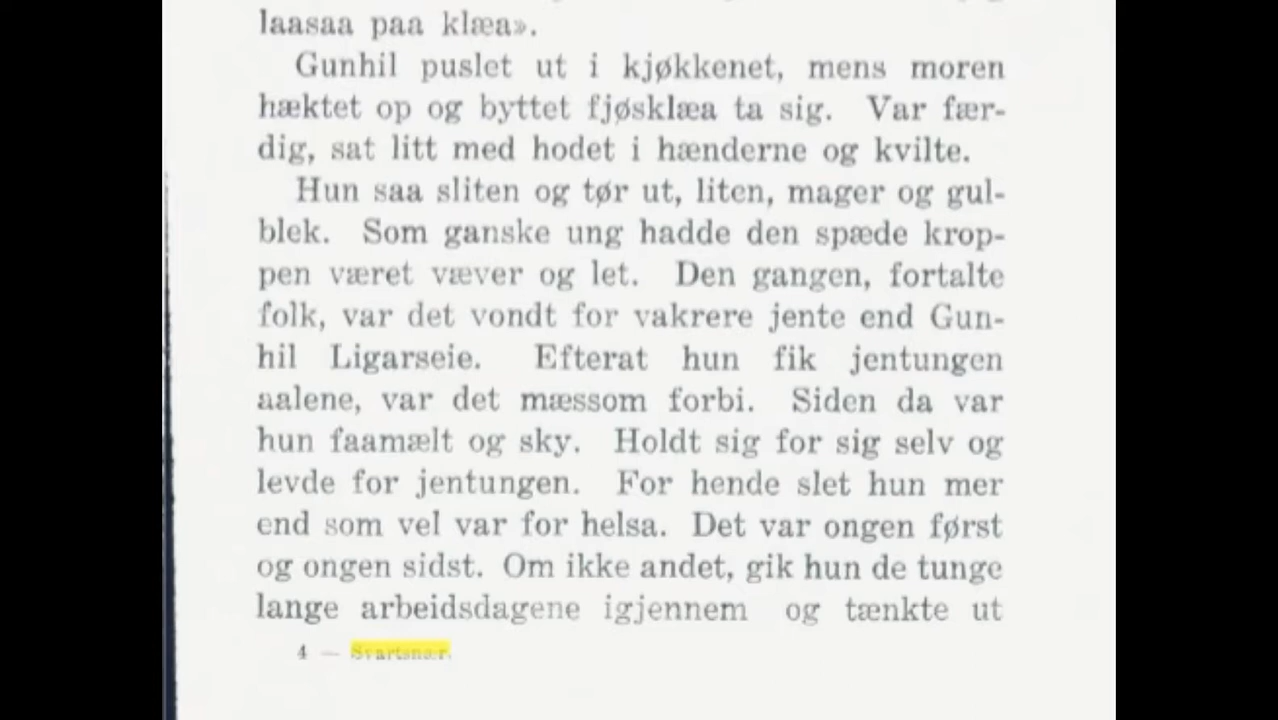 laasaa paa klæa».
Gunhil puslet ut i kjøkkenet, mens moren
hæktet op og byttet fjøsklæa ta sig. Var fær-
dig, sat litt med hodet i hænderne og kvilte.
Hun saa sliten og tør ut, liten, mager og gul-
blek. Som ganske ung hadde den spæde krop-
pen været væver og let. Den gangen, fortalte
folk, var det vondt for vakrere jente end Gun-
hil Ligarseie. Efterat hun fik jentungen
aalene, var det mæssom forbi. Siden da var
hun faamælt og sky. Holdt sig for sig selv og
levde for jentungen. For hende slet hun mer
end som vel var for helsa. Det var ongen først
og ongen sidst. Om ikke andet, gik hun de tunge
lange arbeidsdagene igjennem og tænkte ut
4 — Svartsnær.